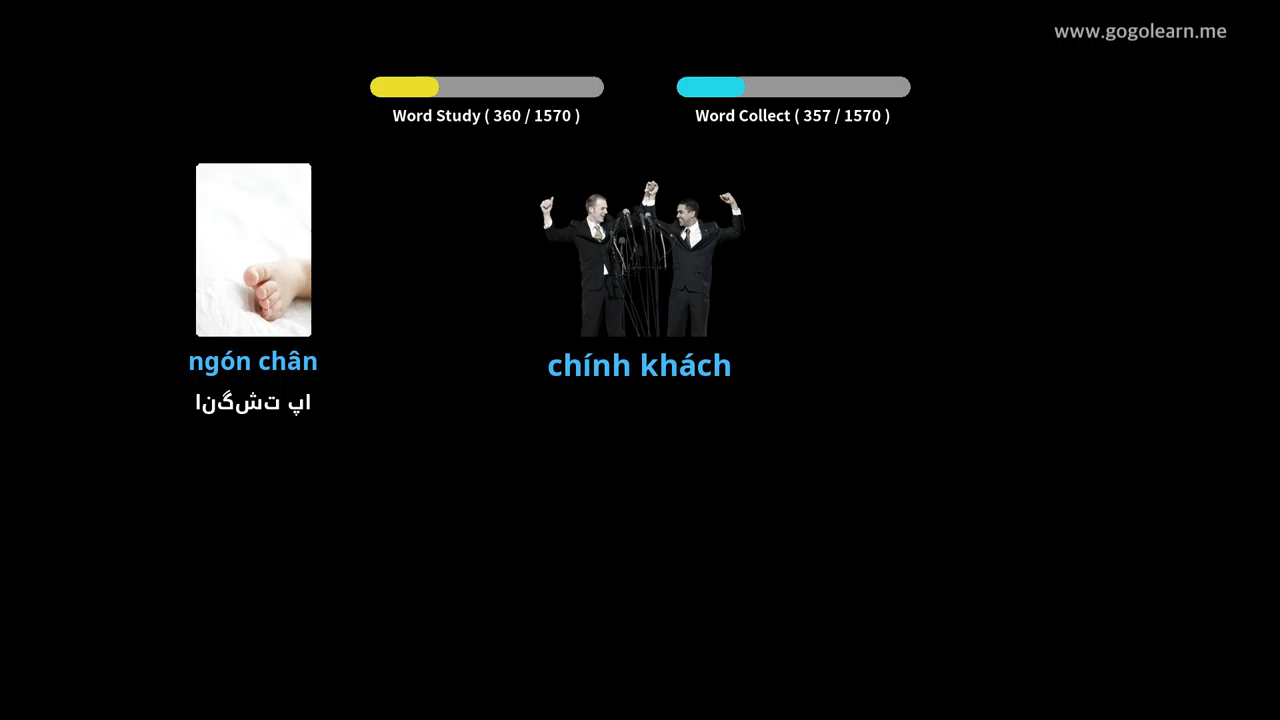 www.gogolearn.me
Word Study ( 360 / 1570 )
Word Collect ( 357 / 1570 )
ngón chân
انگشت پا
chính khách